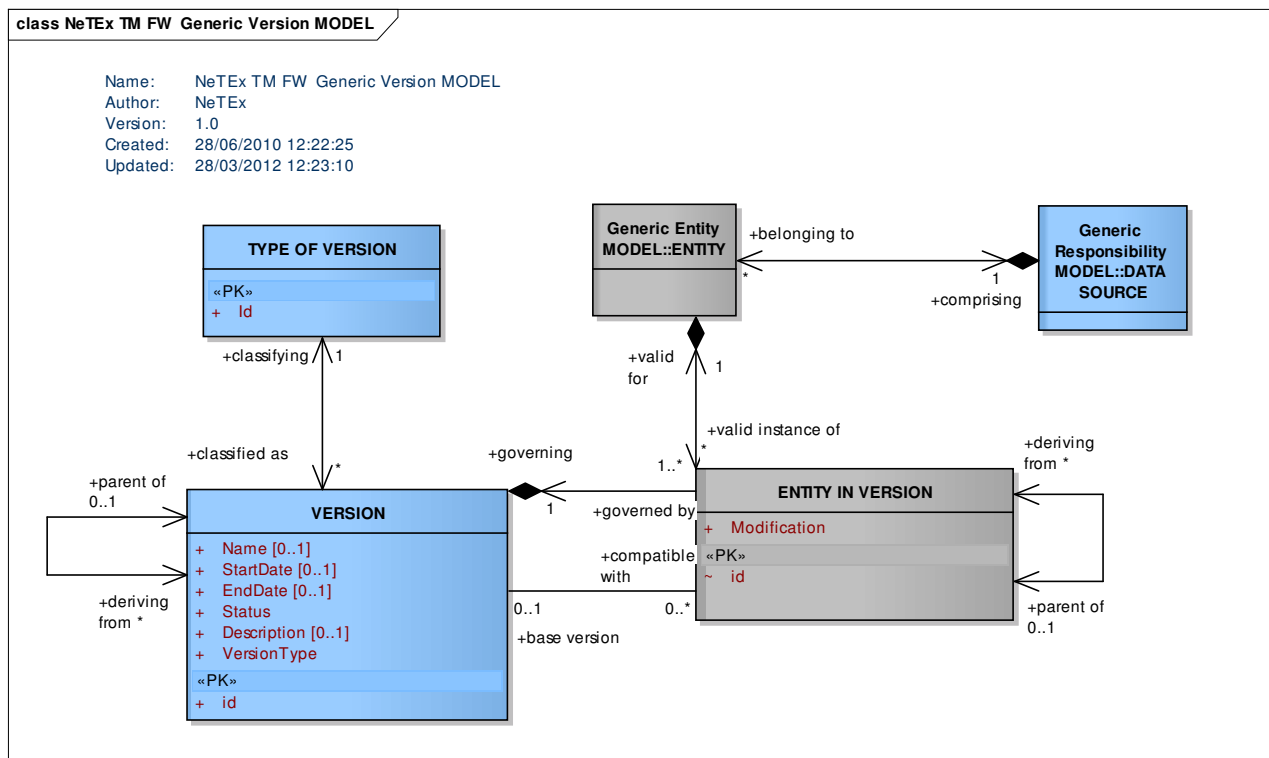 class NeTEx TM FW  Generic Version MODEL
Name: NeTEx TM FW  Generic Version MODEL
Author: NeTEx
Version: 1.0
Created: 28/06/2010 12:22:25
Updated: 28/03/2012 12:23:10
TYPE OF VERSION
«PK»
+ Id
Generic Entity
MODEL::ENTITY
Generic
Responsibility
MODEL::DATA
SOURCE
+belonging to
*
1
+comprising
+classifying
1
+classified as
*
+valid
for
1
+valid instance of
*
+governing
1
1..*
+governed by
+parent of
0..1
+deriving
from *
VERSION
+ Name [0..1]
+ StartDate [0..1]
+ EndDate [0..1]
+ Status
+ Description [0..1]
+ VersionType
«PK»
+ id
+compatible
with
0..1
0..*
+base version
ENTITY IN VERSION
+ Modification
«PK»
~ id
+deriving
from *
+parent of
0..1